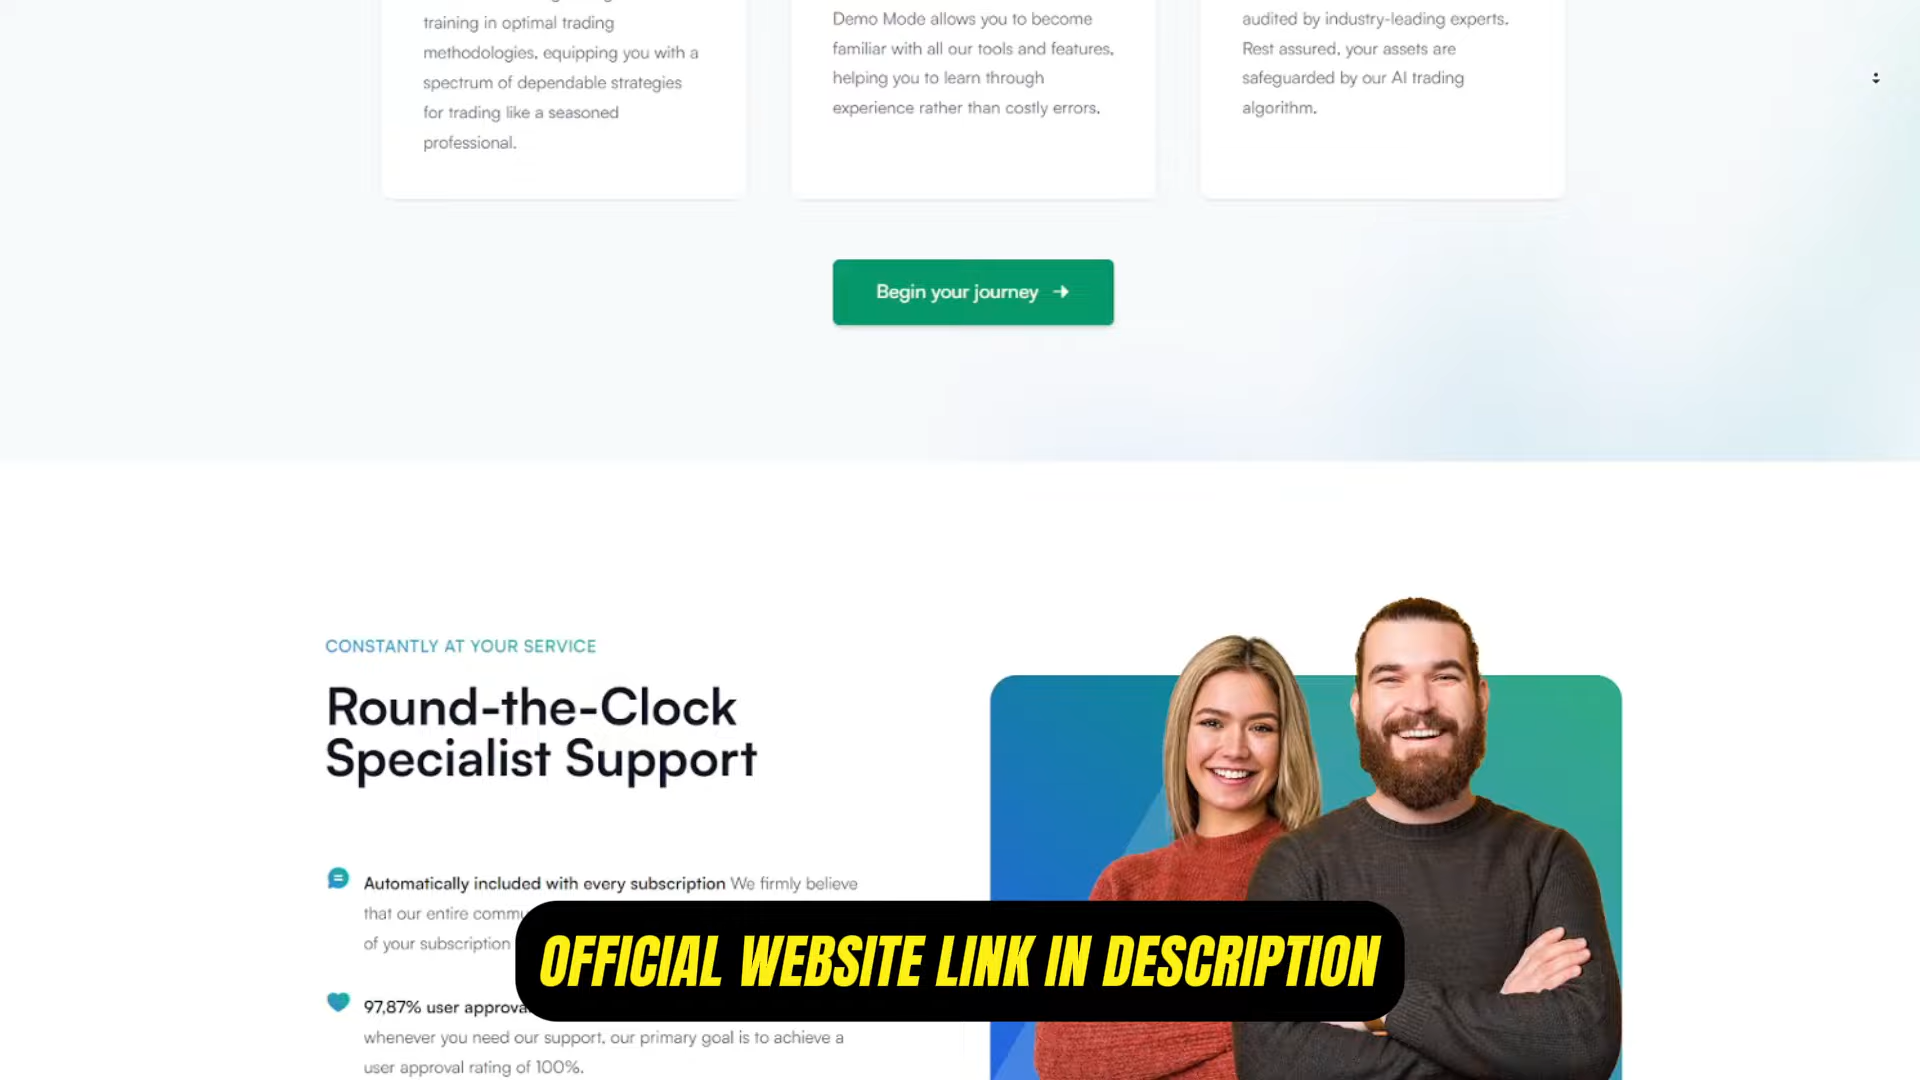 training in optimal trading
methodologies, equipping you with a
spectrum of dependable strategies
for trading like a seasoned
professional.
Demo Mode allows you to become
familiar with all our tools and features,
helping you to learn through
experience rather than costly errors.
audited by industry-leading experts.
Rest assured, your assets are
safeguarded by our AI trading
algorithm.
Begin your journey →
CONSTANTLY AT YOUR SERVICE
Round-the-Clock
Specialist Support
Automatically included with every subscription We firmly believe
that our entire commu
of your subscription
97,87% user approva
whenever you need our support, our primary goal is to achieve a
user approval rating of 100%.
OFFICIAL WEBSITE LINK IN DESCRIPTION